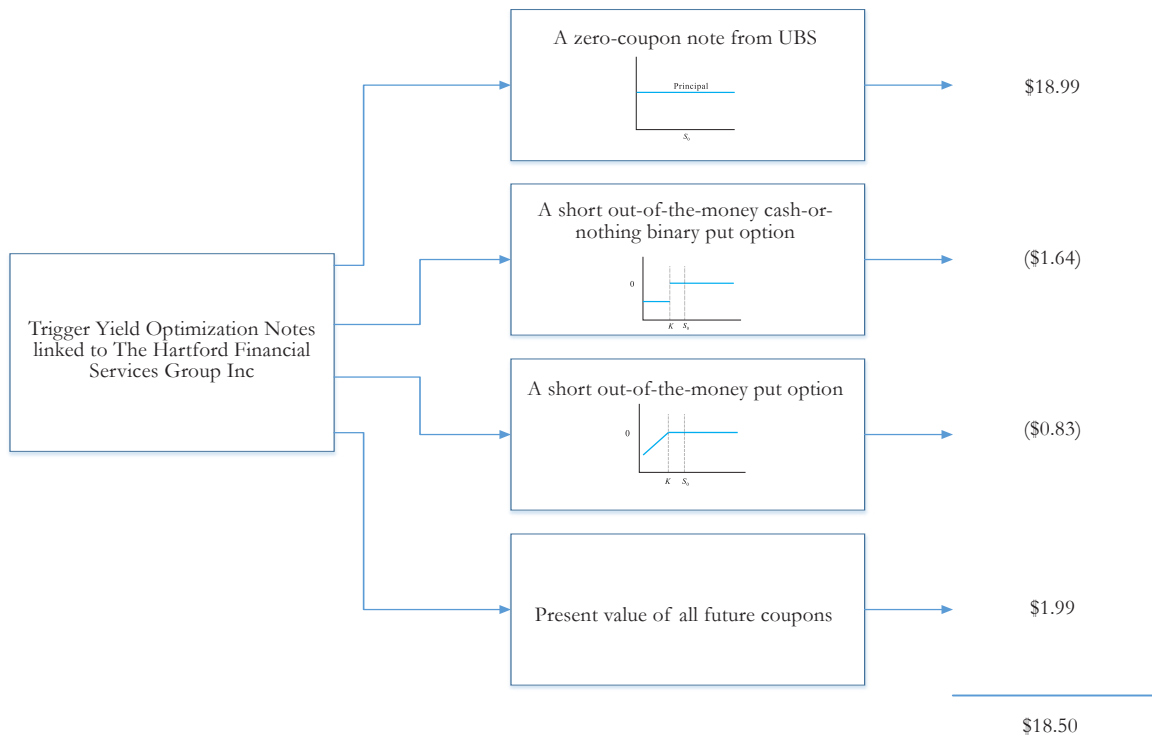 A zero-coupon note from UBS
Principal
S0
$18.99
A short out-of-the-money cash-or-
nothing binary put option
0
K S0
($1.64)
Trigger Yield Optimization Notes
linked to The Hartford Financial
Services Group Inc
A short out-of-the-money put option
0
K S0
($0.83)
Present value of all future coupons
$1.99
$18.50